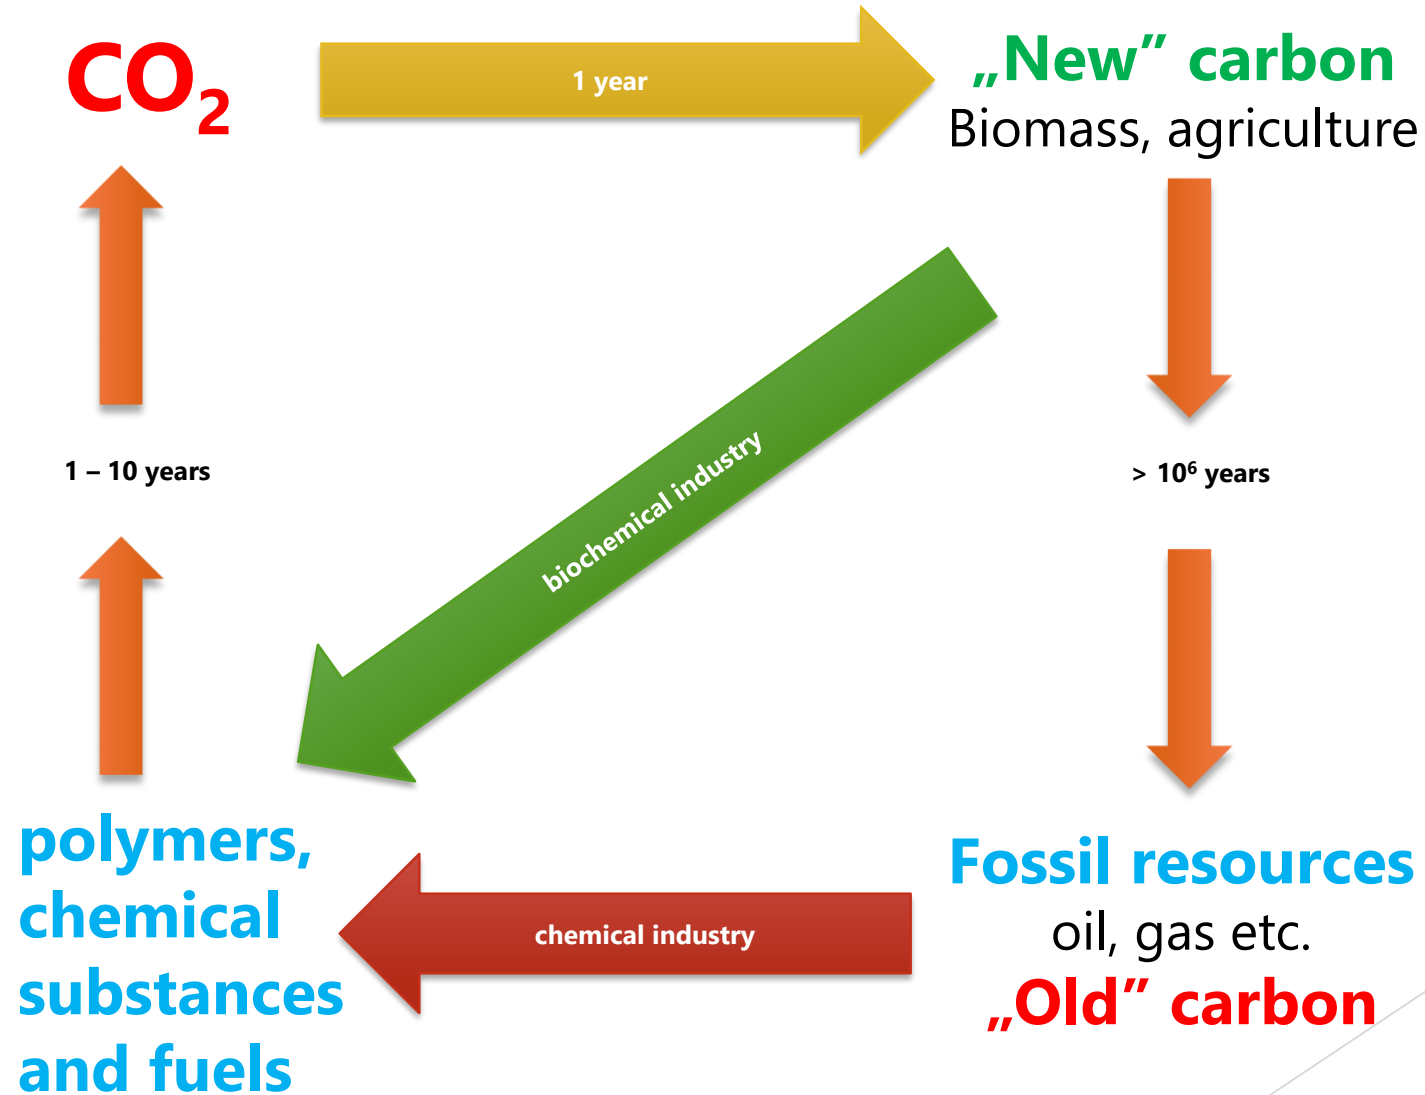 CO₂
1 year
„New” carbon
Biomass, agriculture
1 – 10 years
biochemical industry
> 10⁶ years
polymers,
chemical
substances
and fuels
chemical industry
Fossil resources
oil, gas etc.
„Old” carbon